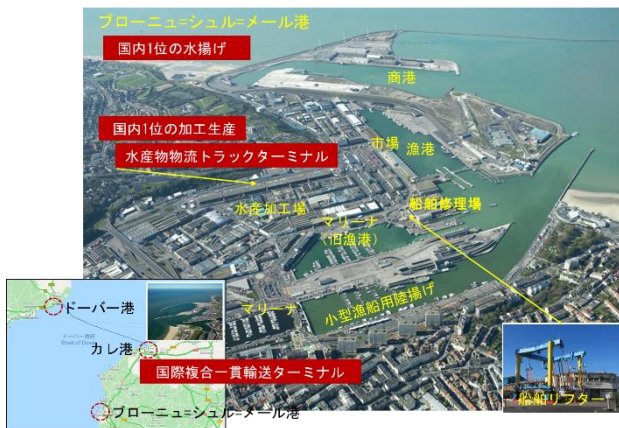 ブローニュ=シュル=メール港
国内1位の水揚げ
商港
国内1位の加工生産
水産物物流トラックターミナル
市場
漁港
水産加工場
船舶修理場
マリーナ
（旧漁港）
マリーナ
小型漁船用陸揚げ
ドーバー港
ドーバー海峡
カレ港
国際複合一貫輸送ターミナル
ブローニュ=シュル=メール港
船舶リフター